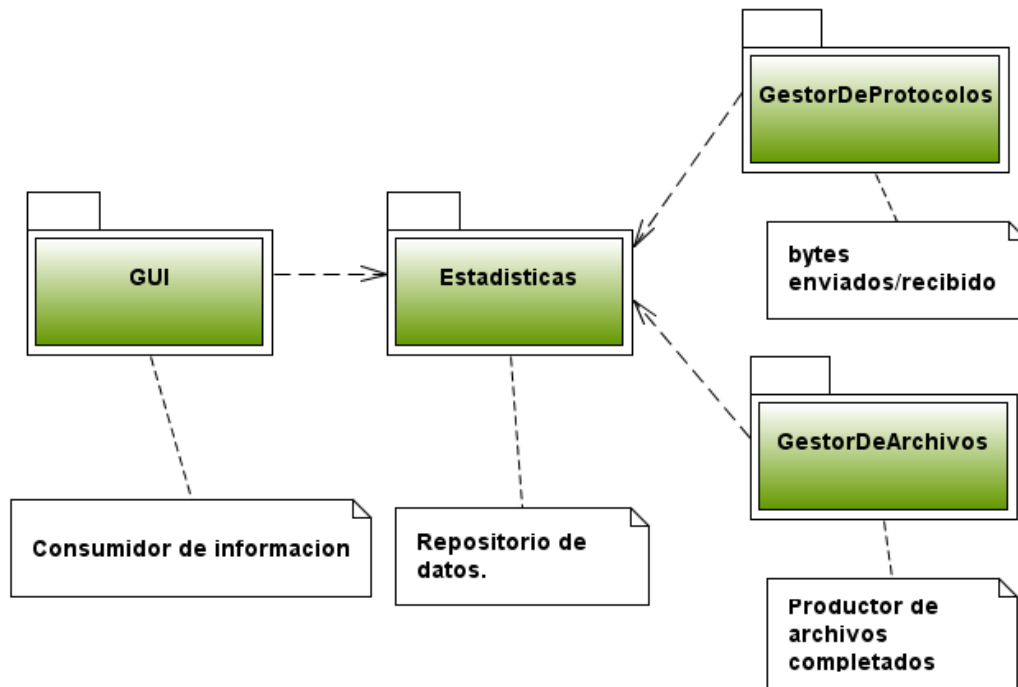 GestorDeProtocolos
bytes
enviados/recibido
GUI
Estadisticas
GestorDeArchivos
Consumidor de informacion
Repositorio de
datos.
Productor de
archivos
completados